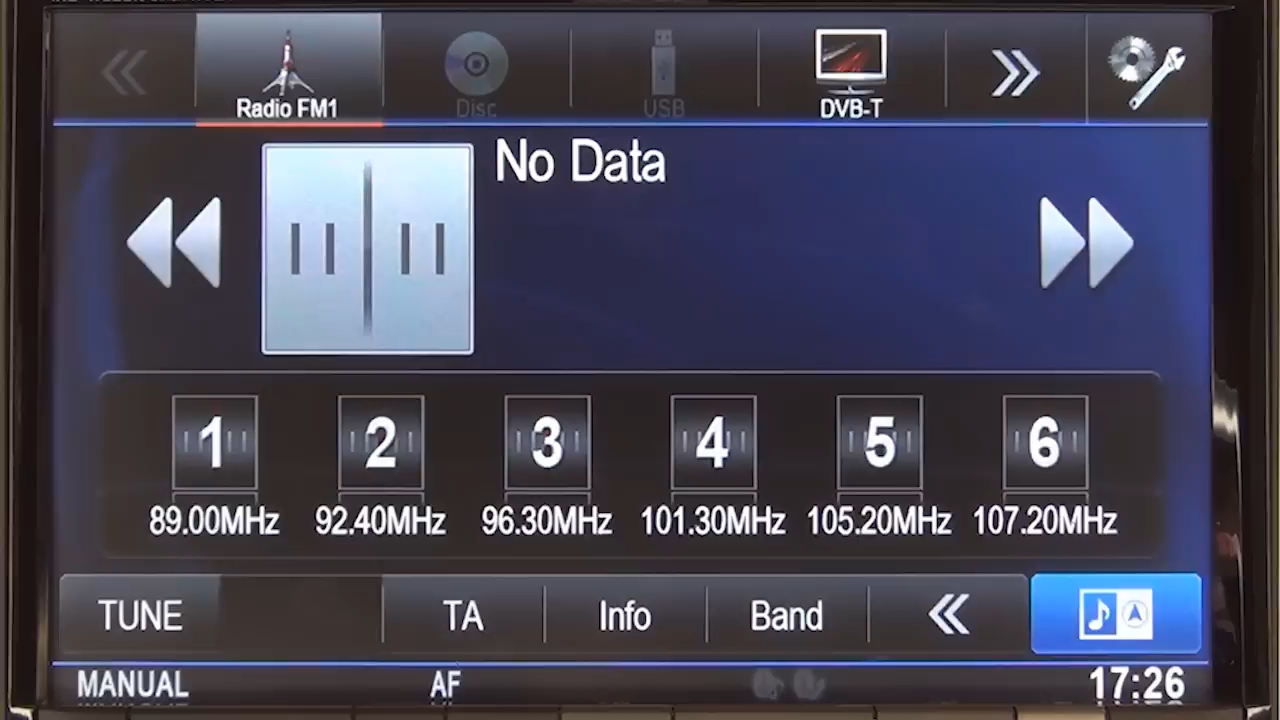 Radio FM1
Disc
USB
DVB-T
No Data
1 2 3 4 5 6
89.00MHz 92.40MHz 96.30MHz 101.30MHz 105.20MHz 107.20MHz
TUNE TA Info Band
MANUAL AF 17:26